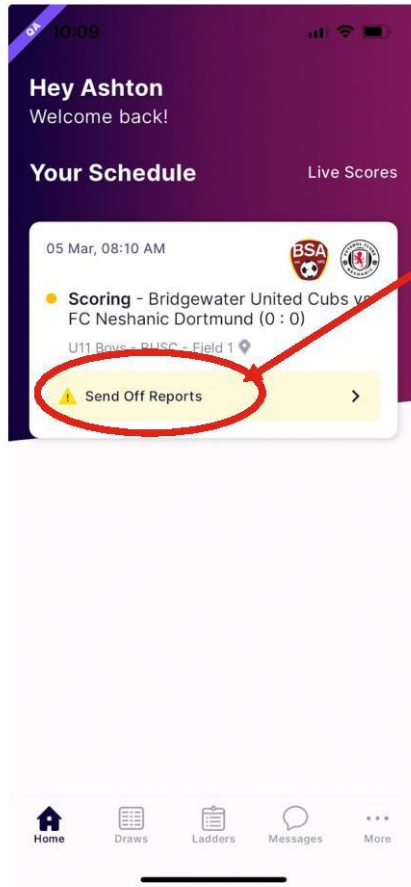 QA
10:09
Hey Ashton
Welcome back!
Your Schedule
Live Scores
05 Mar, 08:10 AM
BSA
Scoring - Bridgewater United Cubs vs
FC Neshanic Dortmund (0 : 0)
U11 Boys - BHSC - Field 1
Send Off Reports
Home
Draws
Ladders
Messages
More